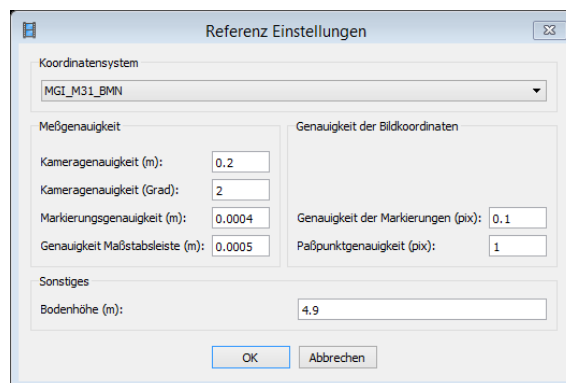 Referenz Einstellungen
Koordinatensystem
MGI_M31_BMN
Meßgenauigkeit
Kameragenauigkeit (m): 0.2
Kameragenauigkeit (Grad): 2
Markierungsgenauigkeit (m): 0.0004
Genauigkeit Maßstabsleiste (m): 0.0005
Genauigkeit der Bildkoordinaten
Genauigkeit der Markierungen (pix): 0.1
Paßpunktgenauigkeit (pix): 1
Sonstiges
Bodenhöhe (m): 4.9
OK Abbrechen